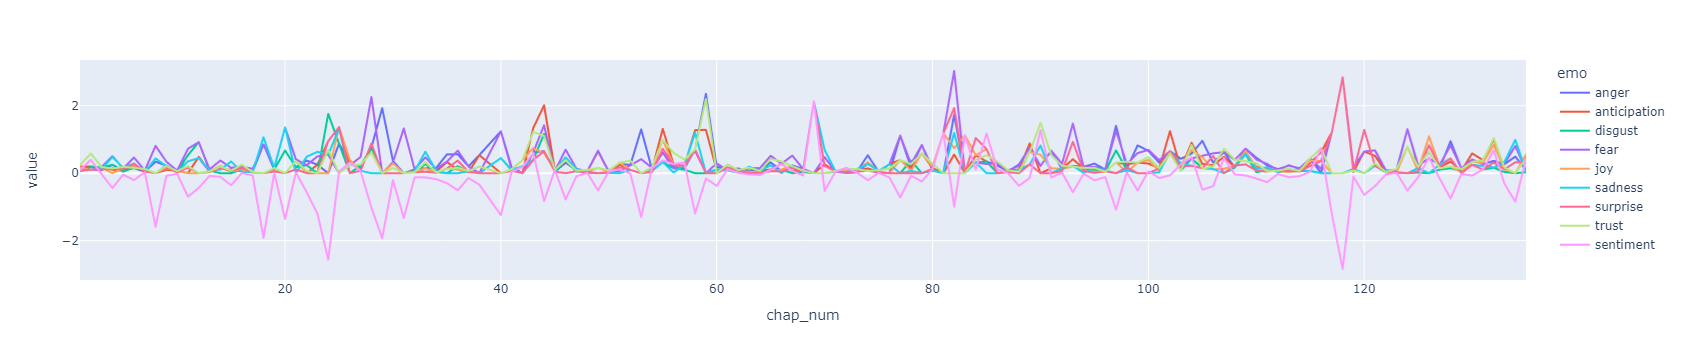 emo
anger
anticipation
disgust
fear
joy
sadness
surprise
trust
sentiment
value
2
0
−2
20 40 60 80 100 120
chap_num